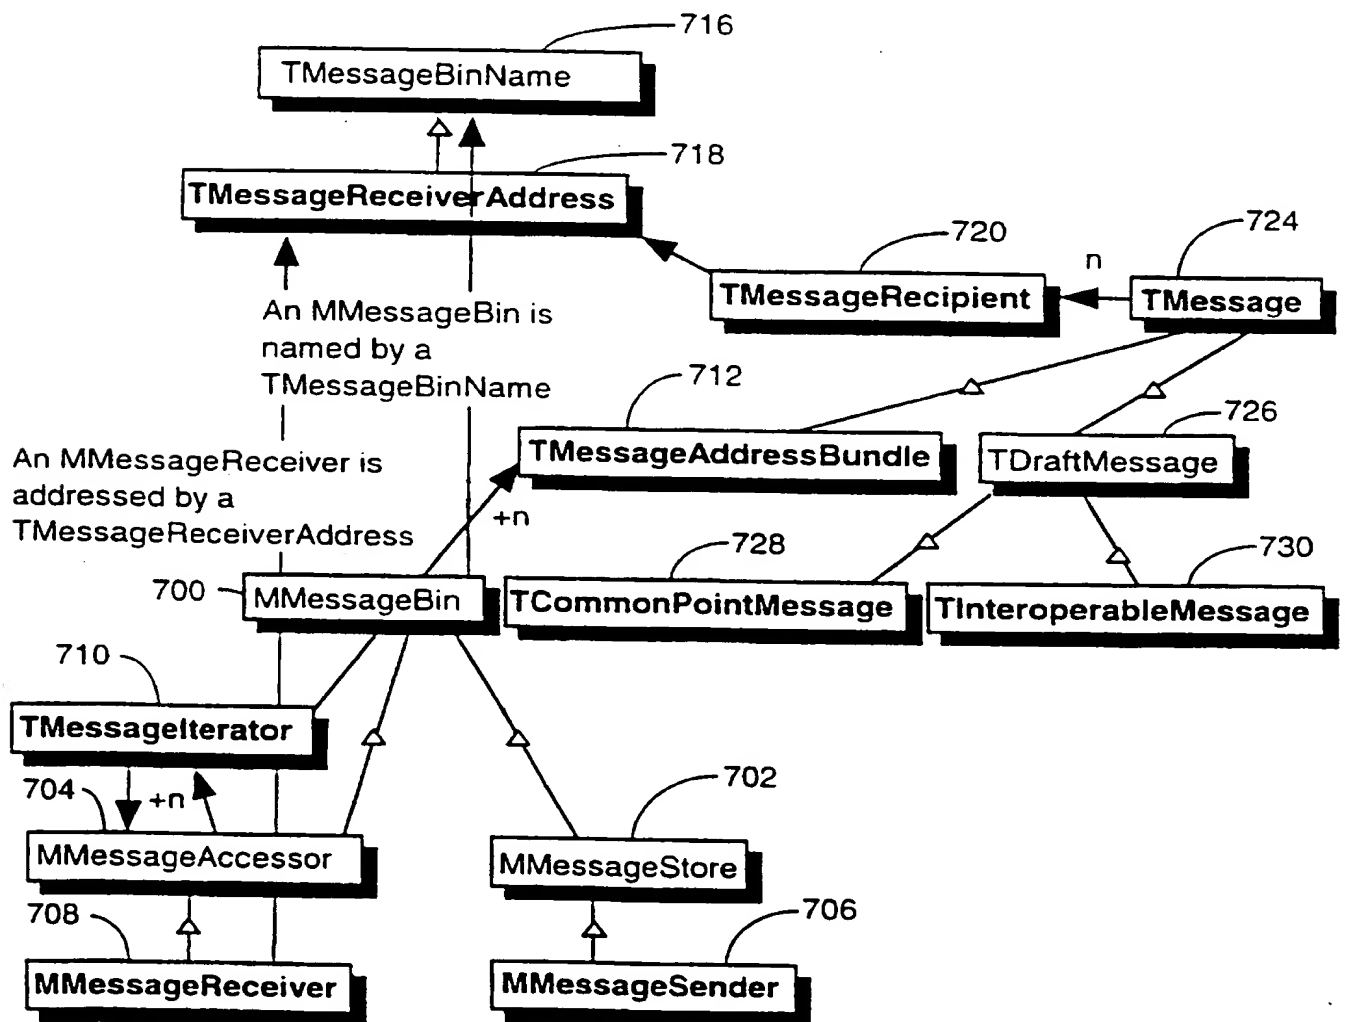 716
TMessageBinName
718
TMessageReceiverAddress
720
724
n
TMessageRecipient
TMessage
An MMessageBin is
named by a
TMessageBinName
712
726
TMessageAddressBundle
TDraftMessage
An MMessageReceiver is
addressed by a
TMessageReceiverAddress
+n
728
730
700
MMessageBin
TCommonPointMessage
TInteroperableMessage
710
TMessageIterator
704
+n
702
MMessageAccessor
MMessageStore
708
706
MMessageReceiver
MMessageSender